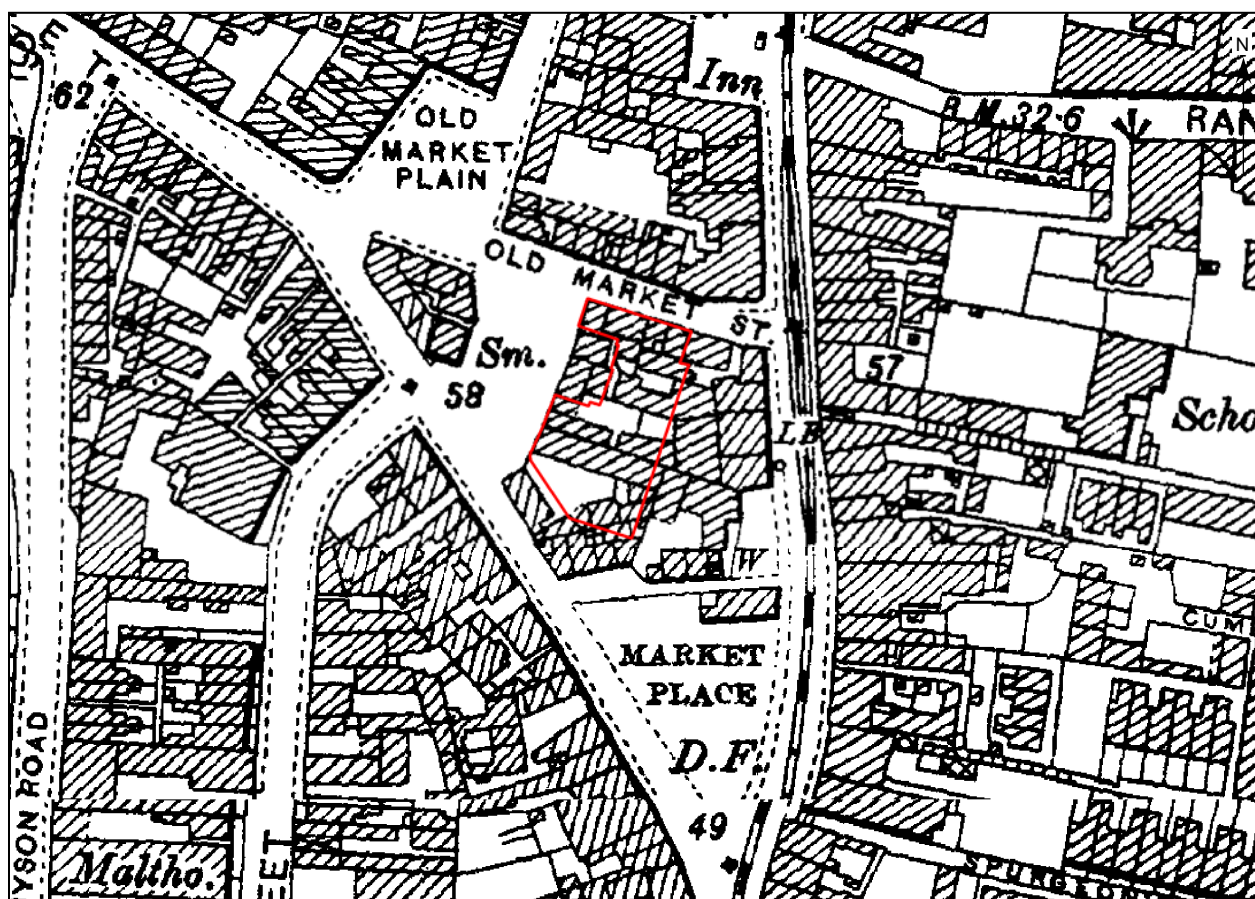 N
62
Inn
B.M.32·6
RAN
OLD
MARKET
PLAIN
OLD MARKET ST
Sm.
58
57
Scho
L B
W
CUM
MARKET
PLACE
D.F.
49
YSON ROAD
Maltho.
EET
SPURGEON